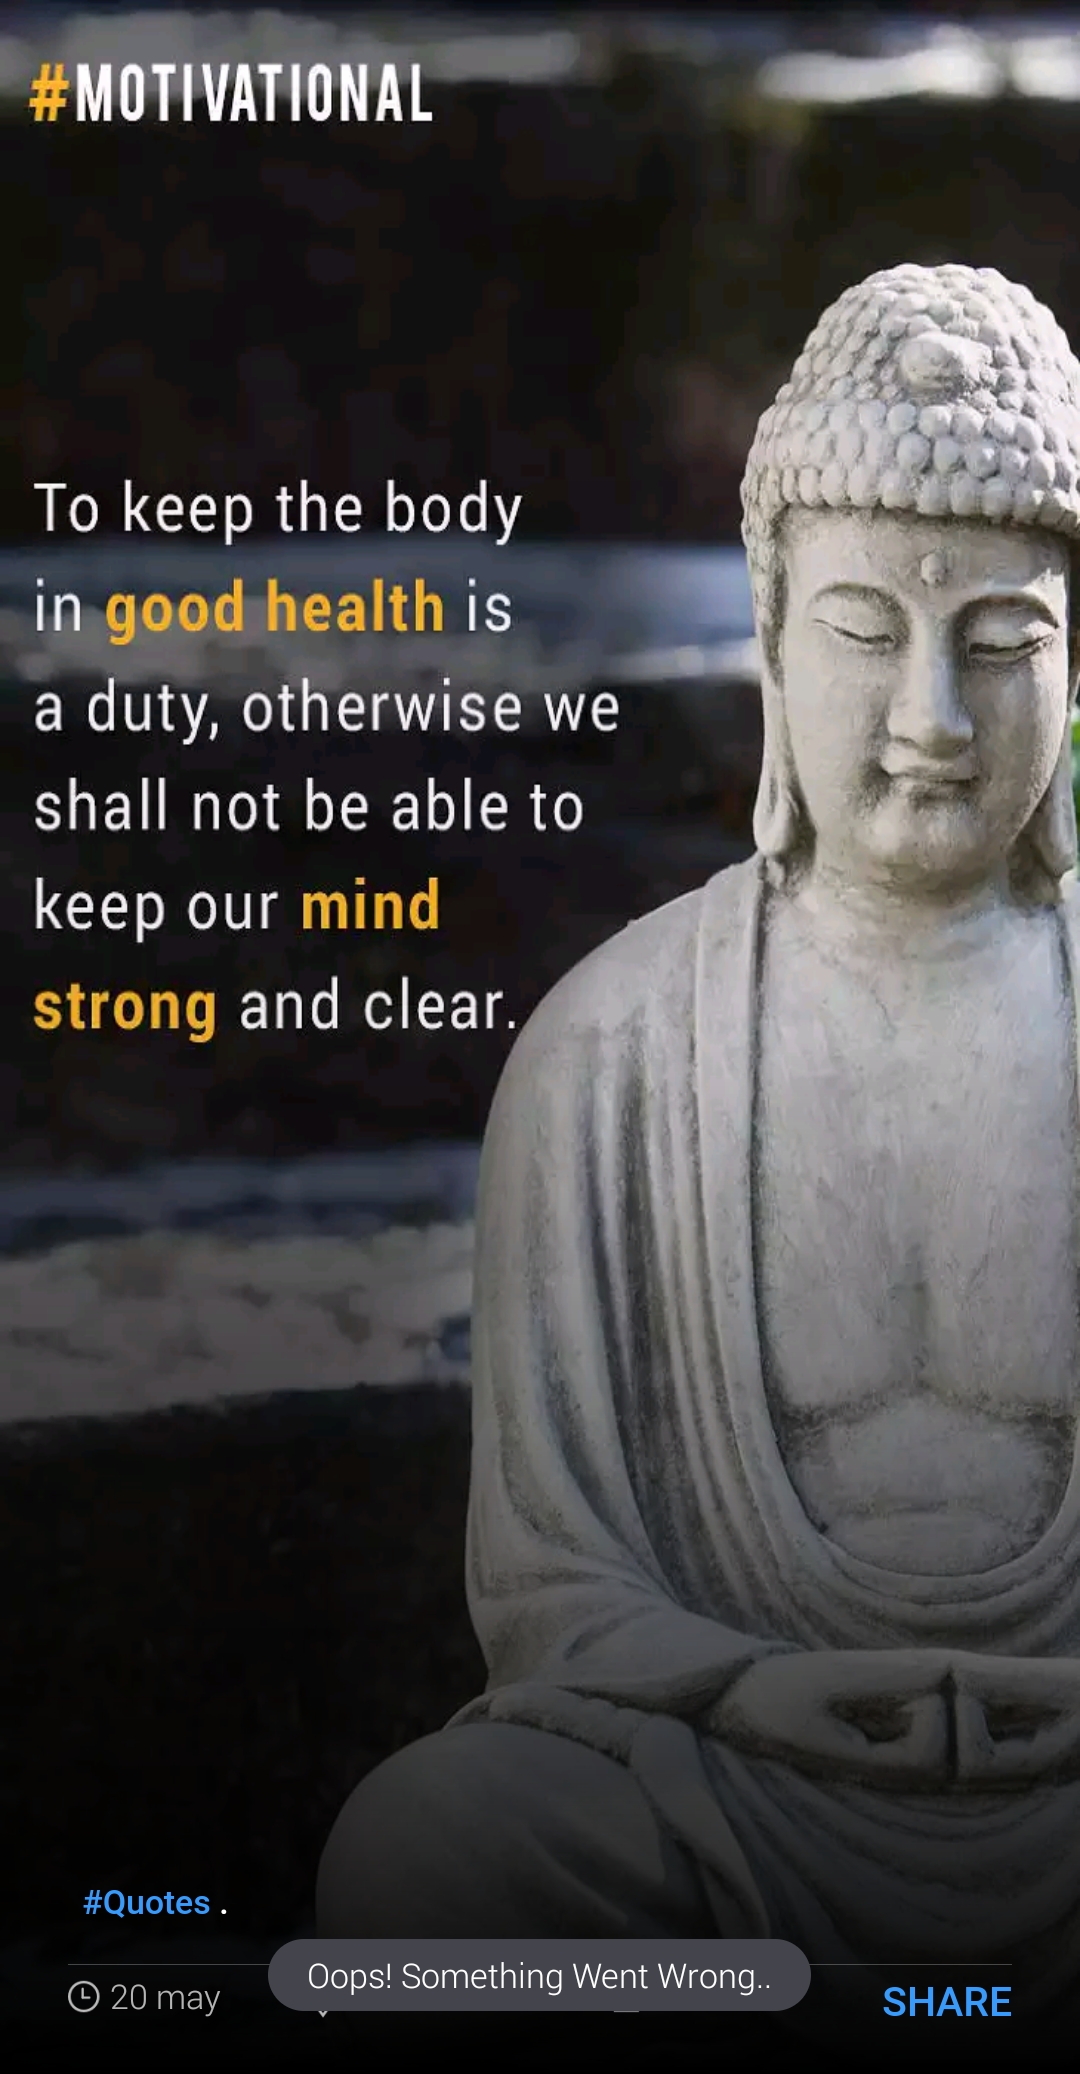 #MOTIVATIONAL
To keep the body
in good health is
a duty, otherwise we
shall not be able to
keep our mind
strong and clear.
#Quotes .
Oops! Something Went Wrong..
20 may
SHARE